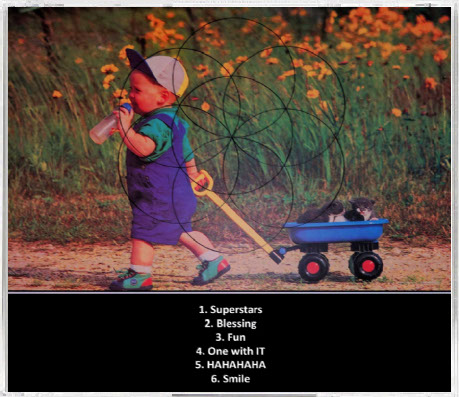 1. Superstars
2. Blessing
3. Fun
4. One with IT
5. HAHAHAHA
6. Smile